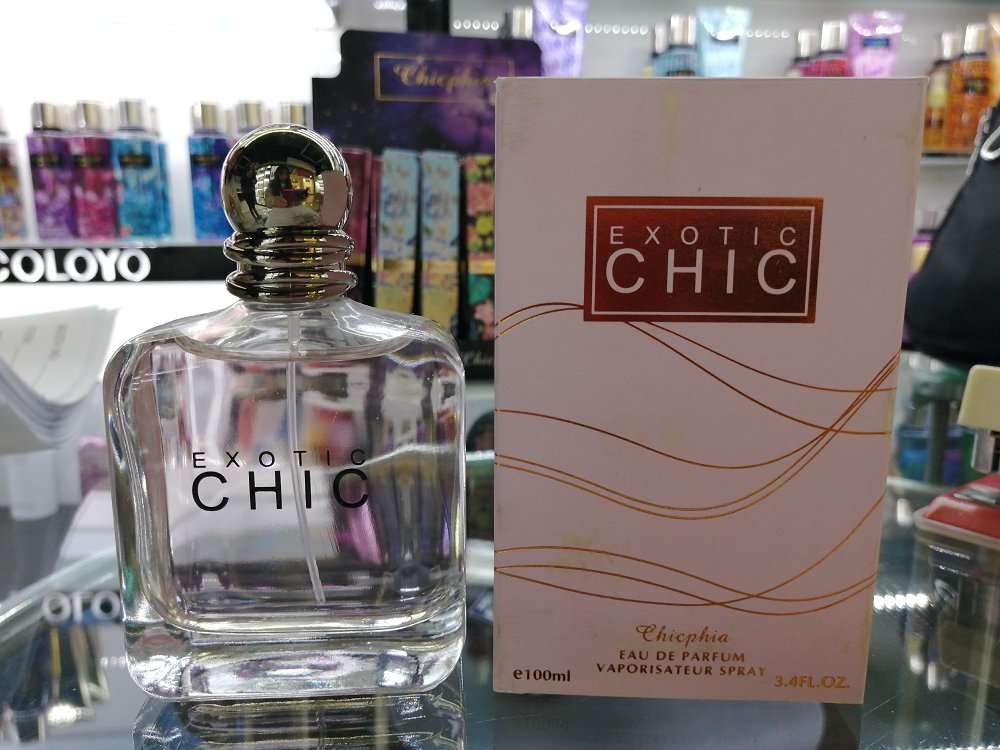 Chicphia
COLOYO
EXOTIC
CHIC
EXOTIC
CHIC
Chicphia
EAU DE PARFUM
VAPORISATEUR SPRAY
e100ml
3.4FL.OZ.